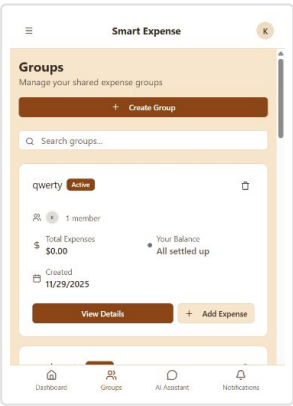 Smart Expense
K
Groups
Manage your shared expense groups
+ Create Group
Search groups...
qwerty Active
1 member
Total Expenses
$0.00
Your Balance
All settled up
Created
11/29/2025
View Details
+ Add Expense
Dashboard
Groups
AI Assistant
Notifications